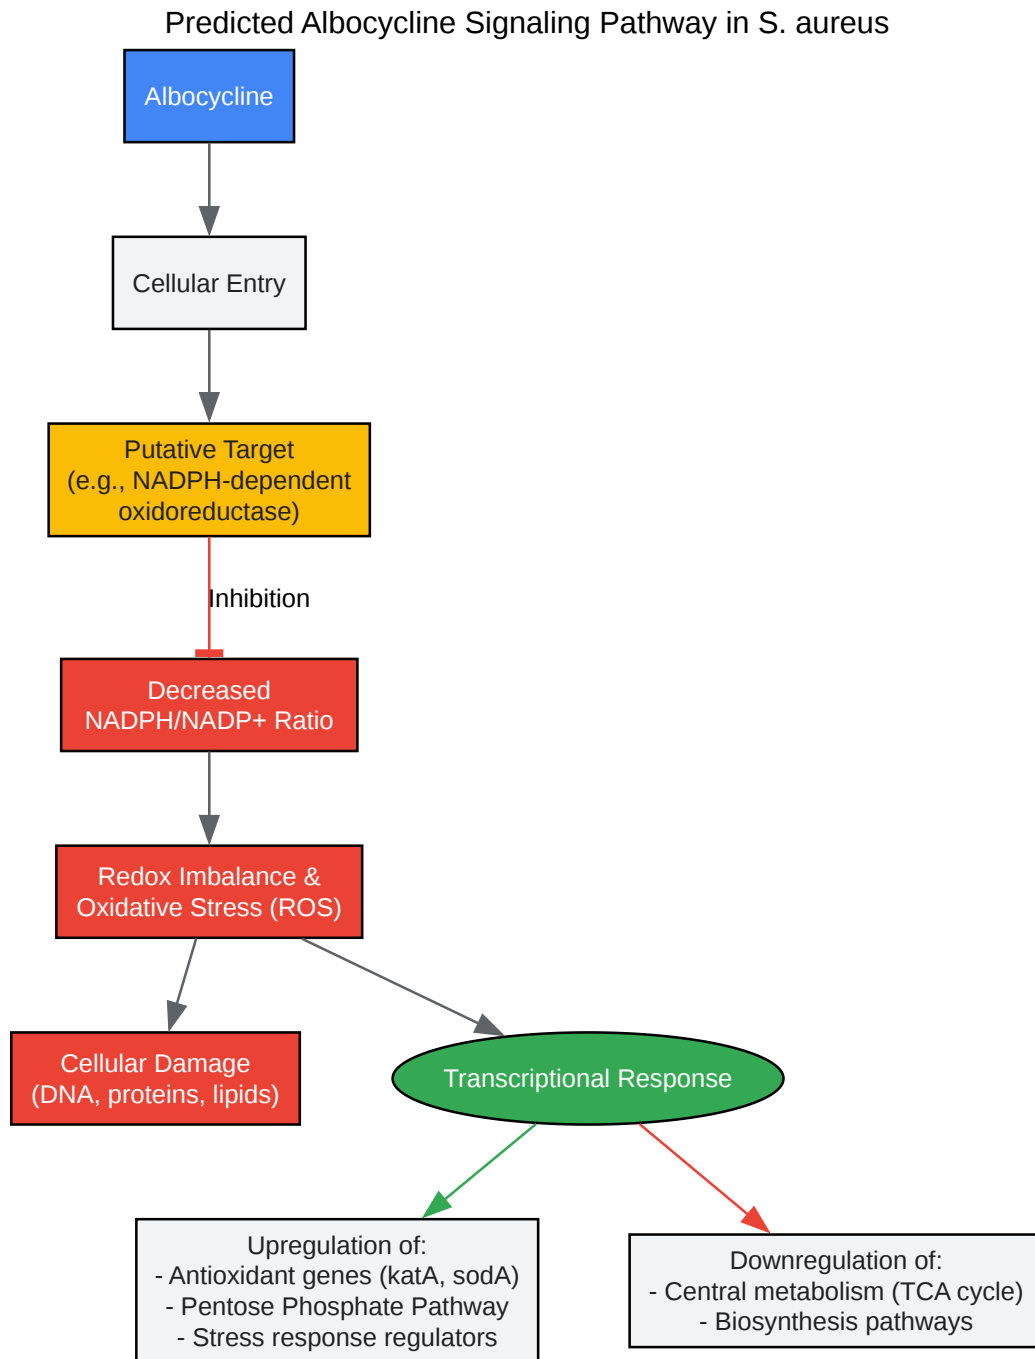 Predicted Albocycline Signaling Pathway in S. aureus
Albocycline
Cellular Entry
Putative Target
(e.g., NADPH-dependent
oxidoreductase)
Inhibition
Decreased
NADPH/NADP+ Ratio
Redox Imbalance &
Oxidative Stress (ROS)
Cellular Damage
(DNA, proteins, lipids)
Transcriptional Response
Upregulation of:
- Antioxidant genes (katA, sodA)
- Pentose Phosphate Pathway
- Stress response regulators
Downregulation of:
- Central metabolism (TCA cycle)
- Biosynthesis pathways